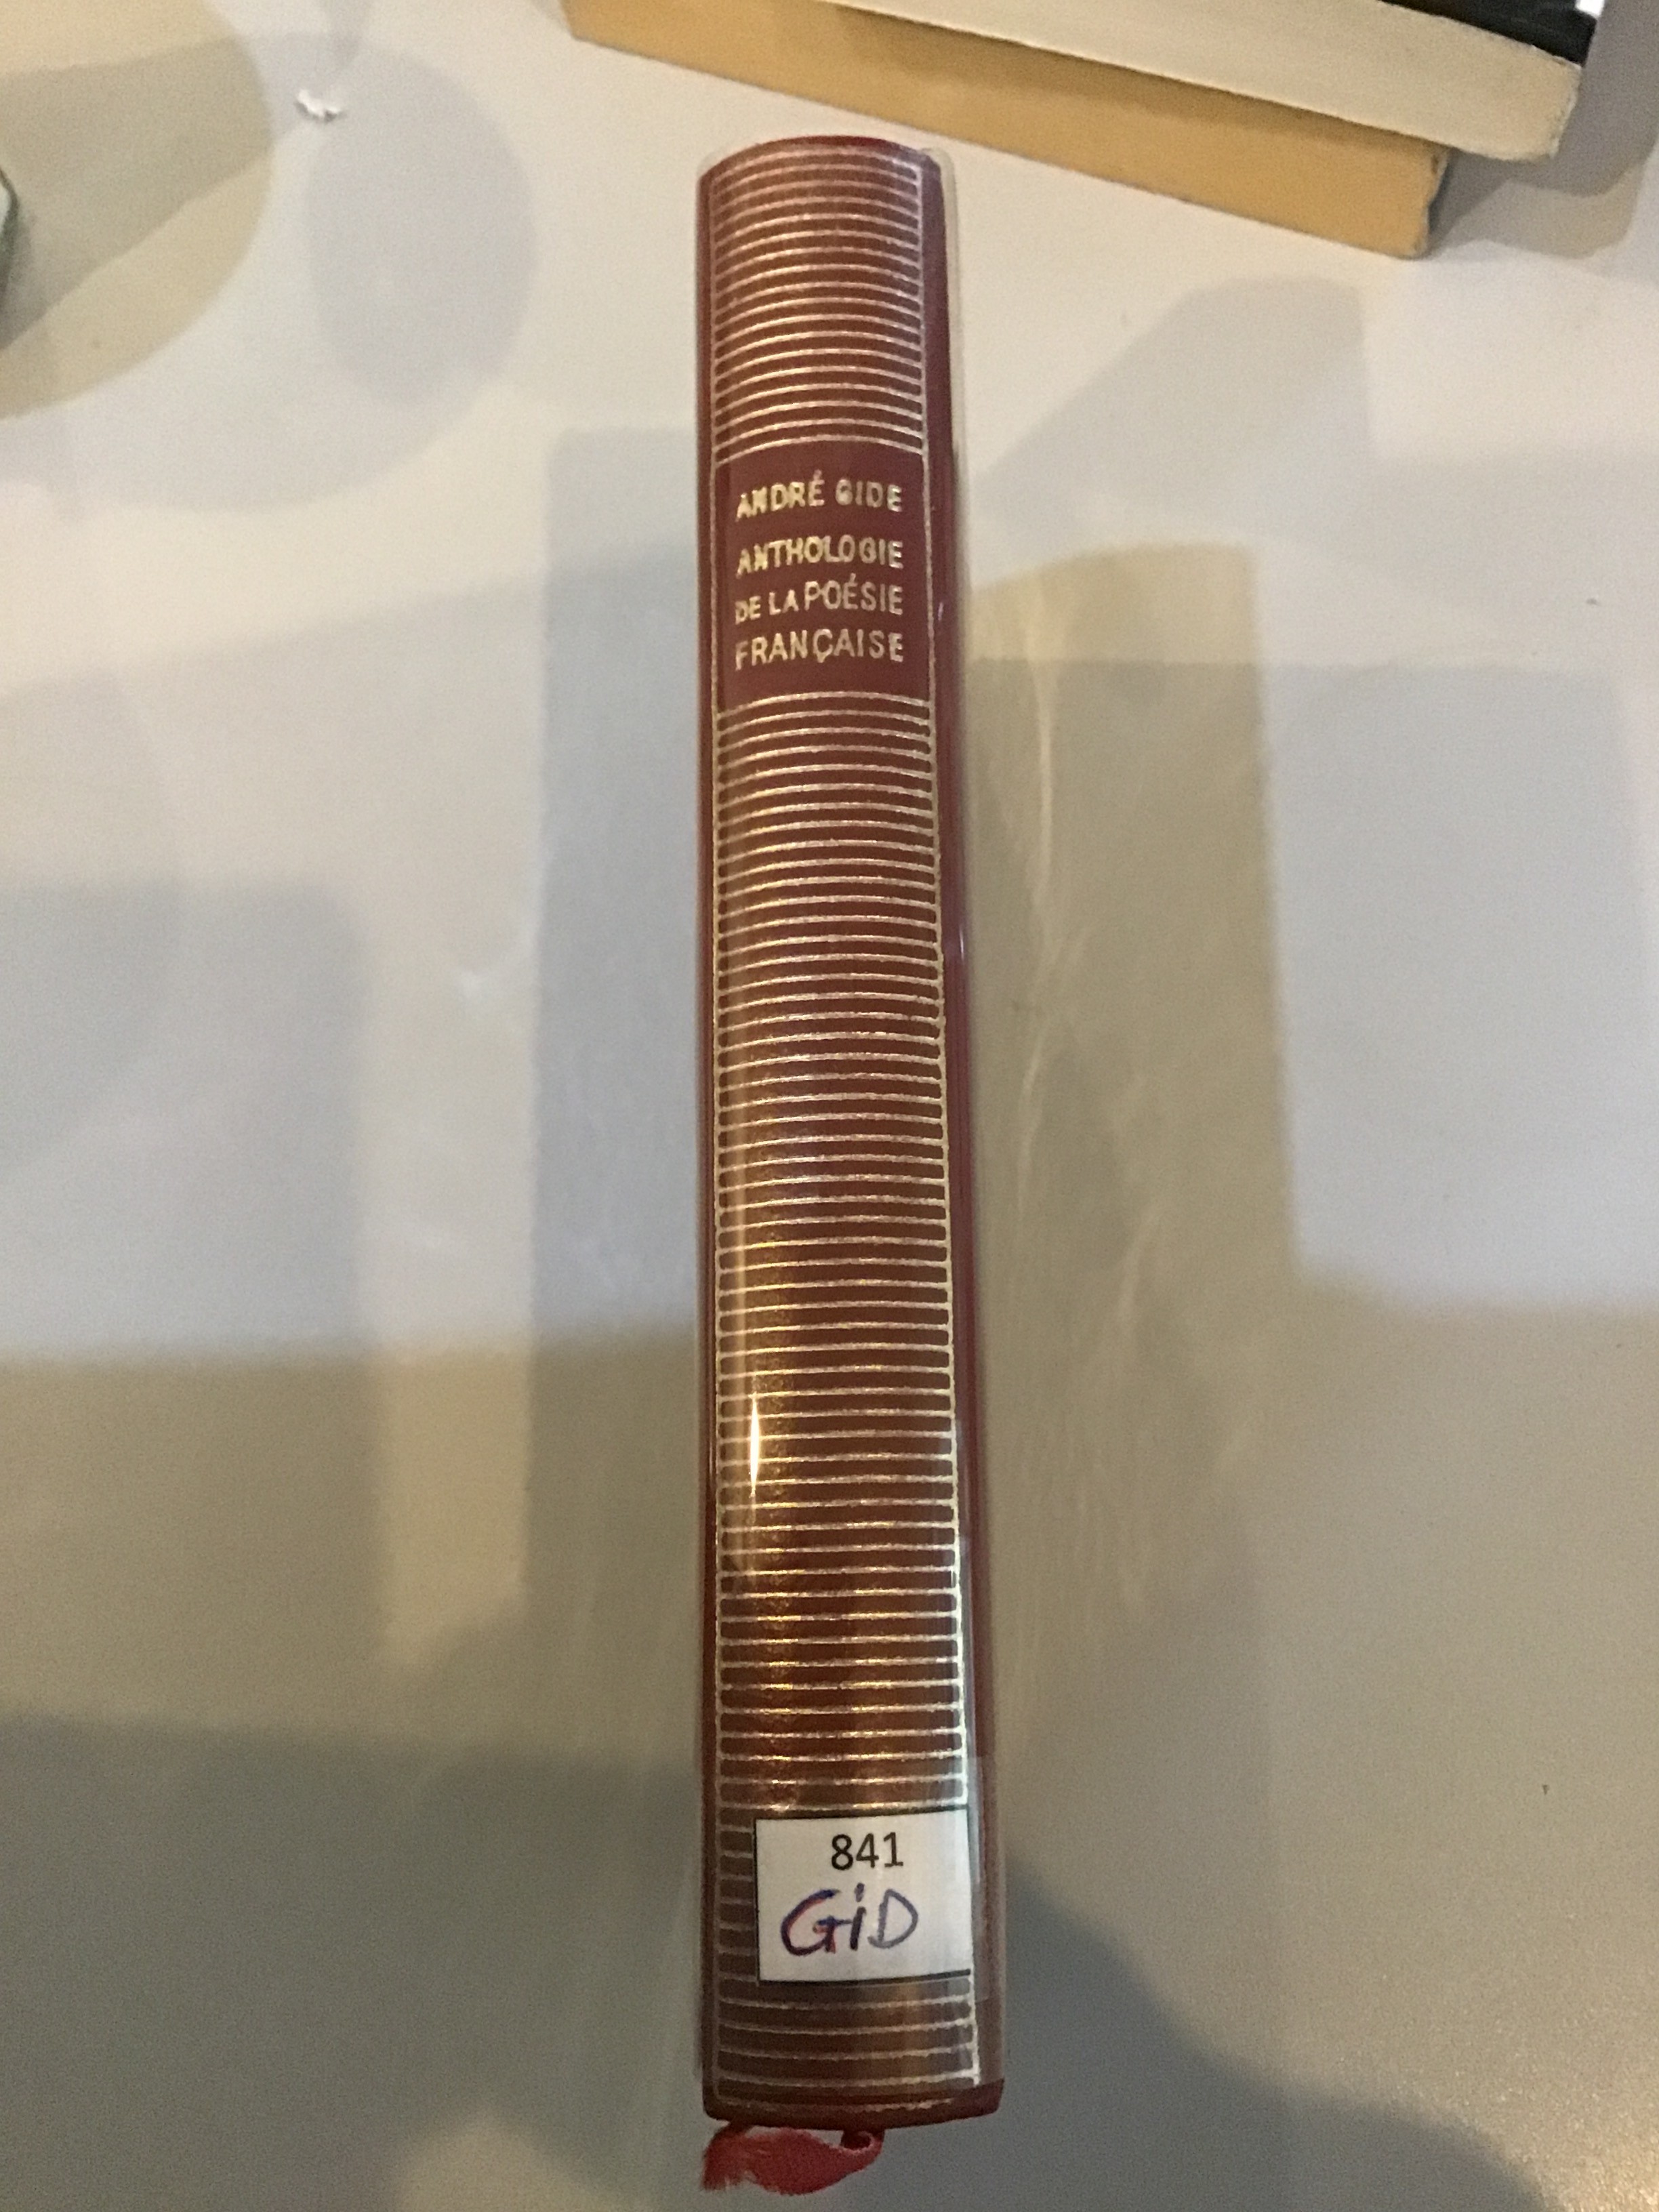 ANDRÉ GIDE
ANTHOLOGIE
DE LA POÉSIE
FRANÇAISE
841
GiD